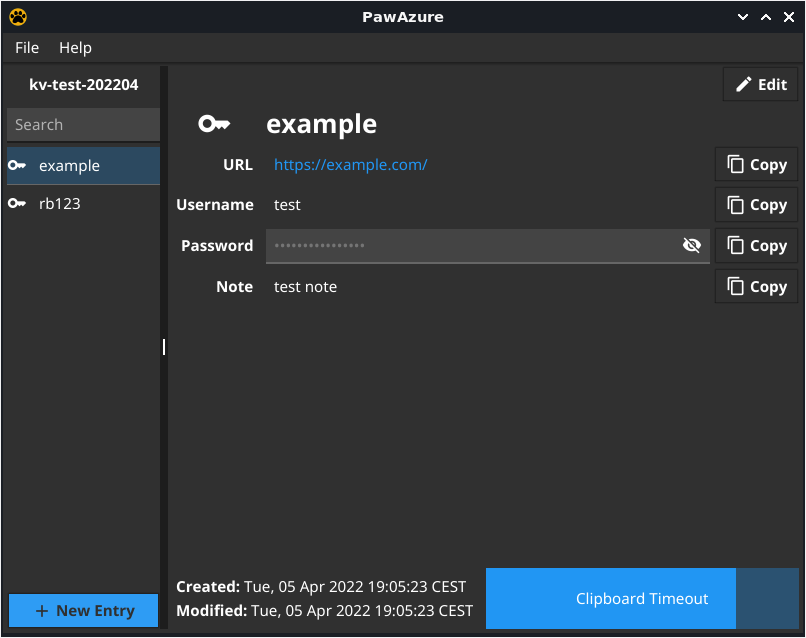 PawAzure
File Help
kv-test-202204
Search
example
rb123
New Entry
Edit
example
URL https://example.com/ Copy
Username test Copy
Password •••••••••••••••• Copy
Note test note Copy
Created: Tue, 05 Apr 2022 19:05:23 CEST
Modified: Tue, 05 Apr 2022 19:05:23 CEST
Clipboard Timeout